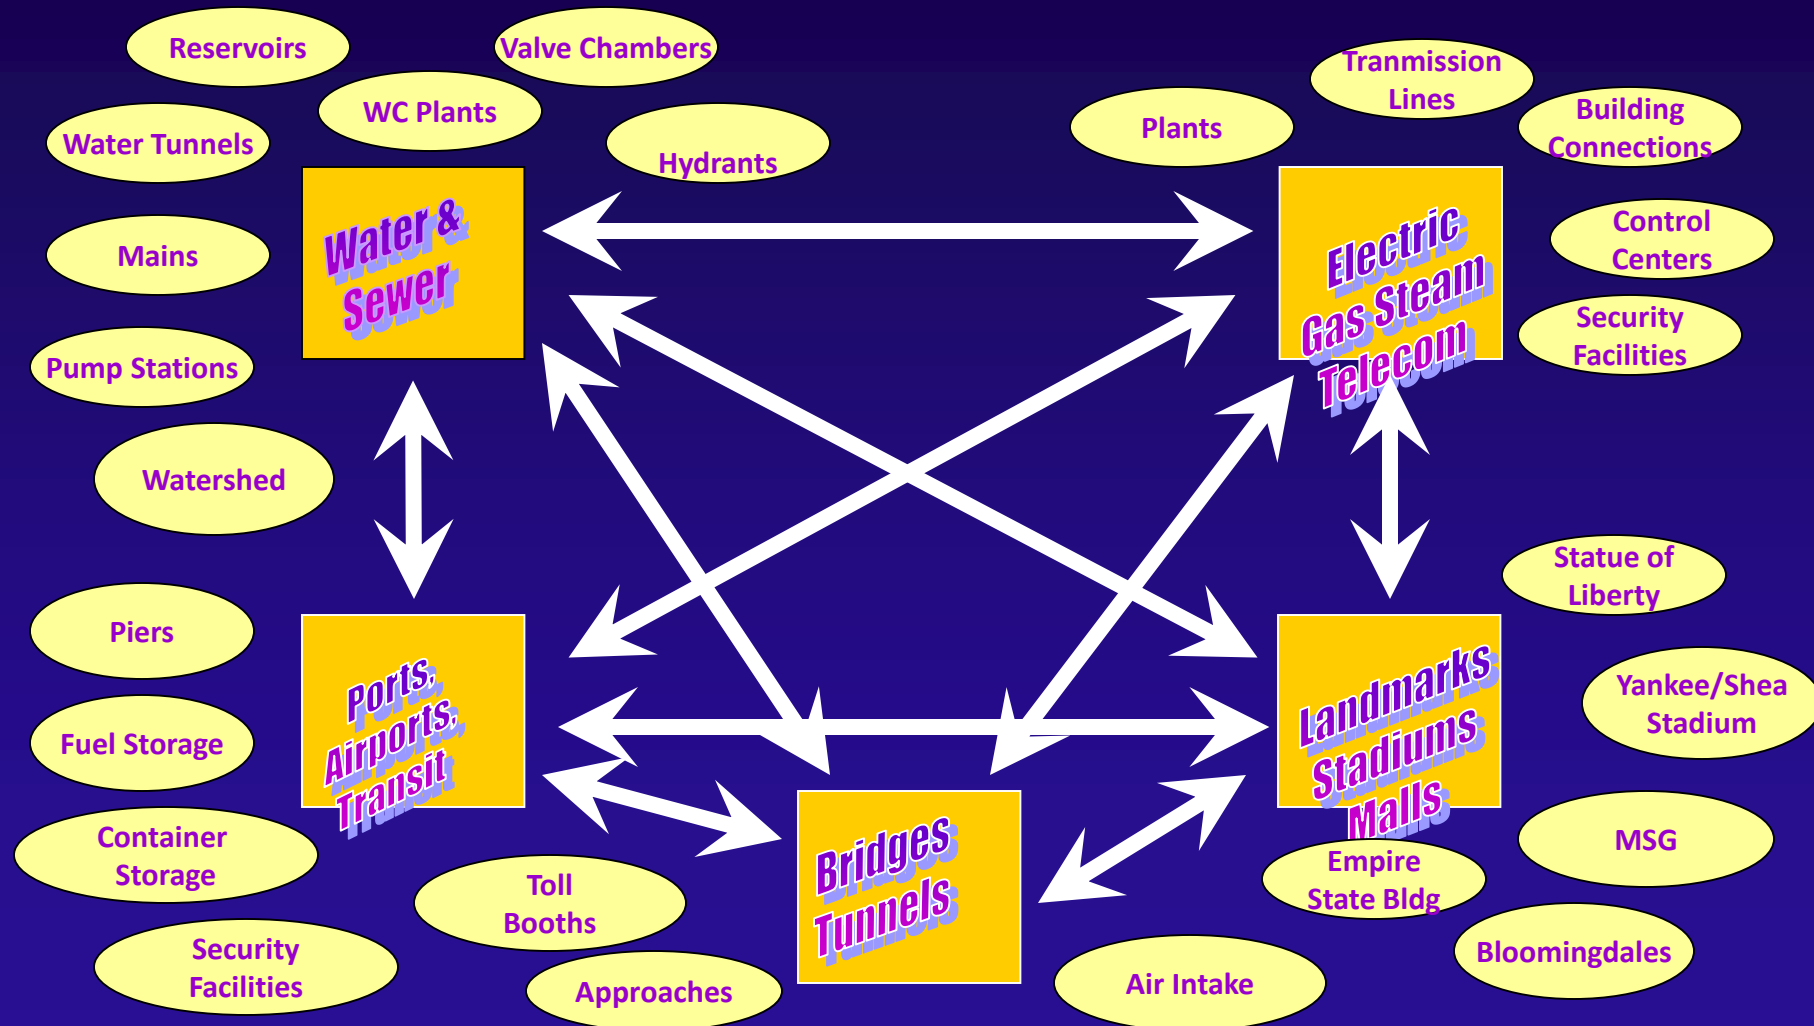 Reservoirs
Valve Chambers
WC Plants
Water Tunnels
Hydrants
Mains
Pump Stations
Watershed
Water &
Sewer
Tranmission
Lines
Plants
Building
Connections
Control
Centers
Security
Facilities
Electric
Gas Steam
Telecom
Piers
Fuel Storage
Container
Storage
Security
Facilities
Ports,
Airports,
Transit
Toll
Booths
Approaches
Bridges
Tunnels
Air Intake
Landmarks
Stadiums
Malls
Statue of
Liberty
Yankee/Shea
Stadium
MSG
Empire
State Bldg
Bloomingdales